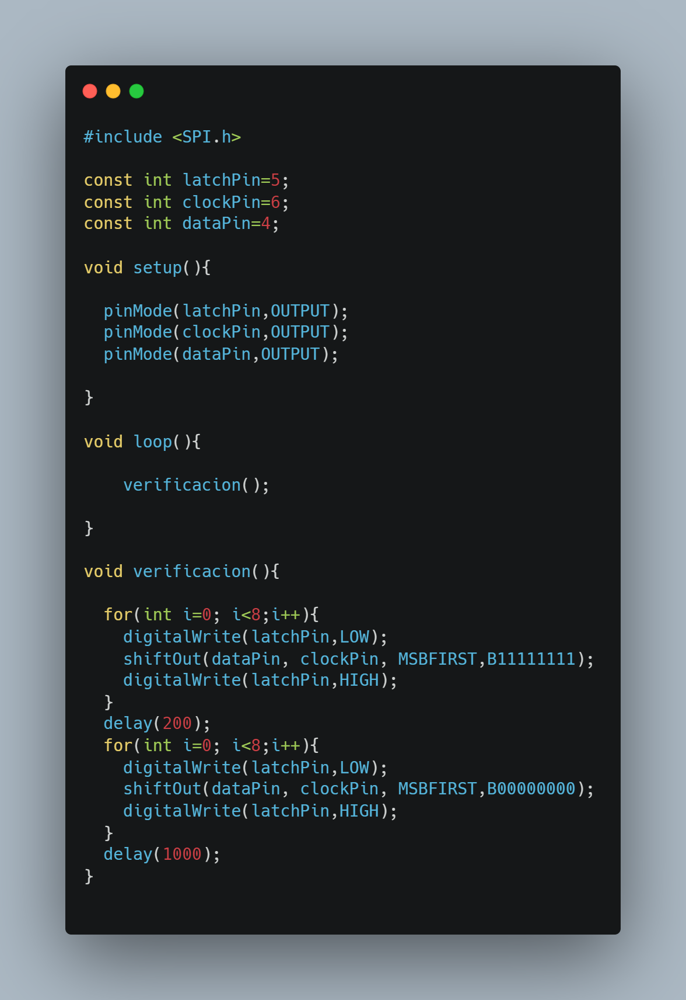 #include <SPI.h>
const int latchPin=5;
const int clockPin=6;
const int dataPin=4;
void setup(){
  pinMode(latchPin,OUTPUT);
  pinMode(clockPin,OUTPUT);
  pinMode(dataPin,OUTPUT);
}
void loop(){
    verificacion();
}
void verificacion(){
  for(int i=0; i<8;i++){
    digitalWrite(latchPin,LOW);
    shiftOut(dataPin, clockPin, MSBFIRST,B11111111);
    digitalWrite(latchPin,HIGH);
  }
  delay(200);
  for(int i=0; i<8;i++){
    digitalWrite(latchPin,LOW);
    shiftOut(dataPin, clockPin, MSBFIRST,B00000000);
    digitalWrite(latchPin,HIGH);
  }
  delay(1000);
}